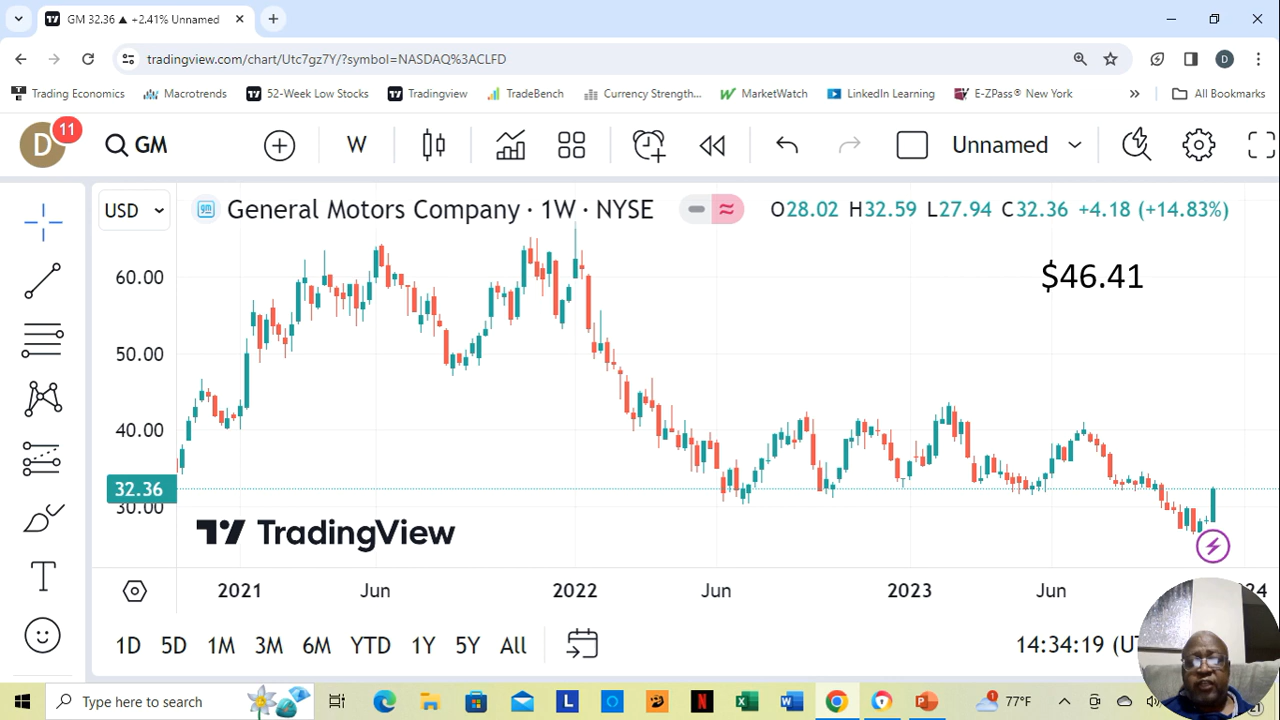 GM 32.36 ▲ +2.41% Unnamed
tradingview.com/chart/Utc7gz7Y/?symbol=NASDAQ%3ACLFD
D
Trading Economics
Macrotrends
52-Week Low Stocks
Tradingview
TradeBench
Currency Strength...
MarketWatch
LinkedIn Learning
E-ZPass® New York
All Bookmarks
D
11
GM
W
Unnamed
USD
gm
General Motors Company · 1W · NYSE
O28.02 H32.59 L27.94 C32.36 +4.18 (+14.83%)
$46.41
60.00
50.00
40.00
32.36
30.00
TradingView
2021 Jun 2022 Jun 2023 Jun
1D 5D 1M 3M 6M YTD 1Y 5Y All
14:34:19 (UT
T
Type here to search
L
1
77°F